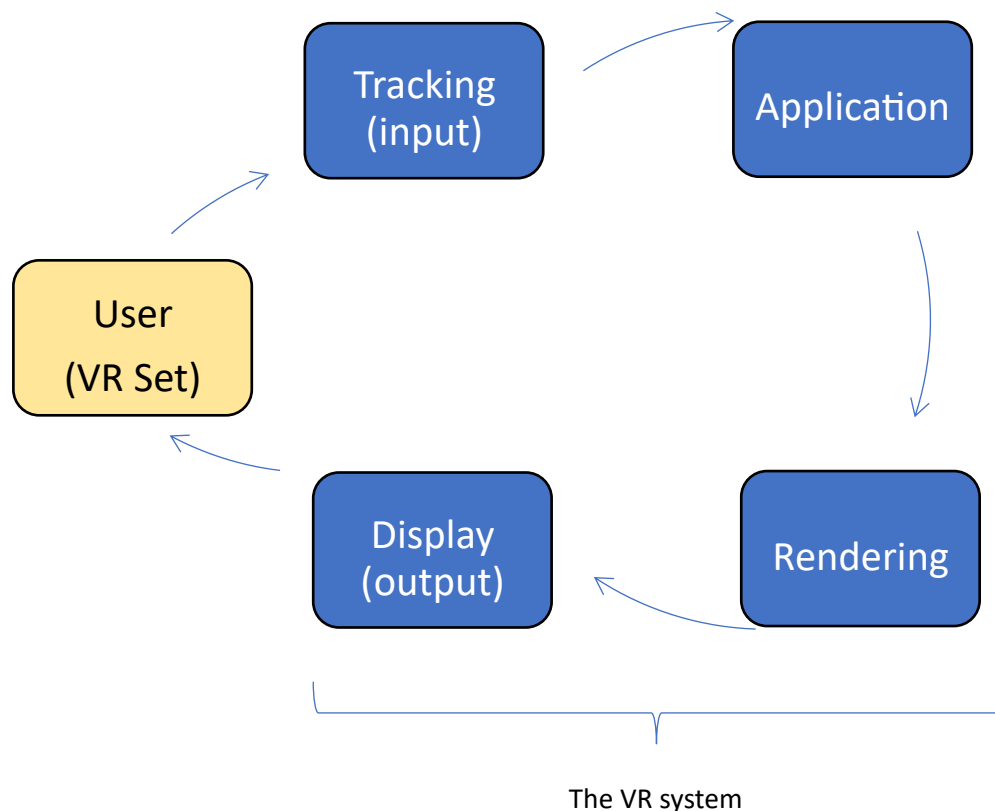 Tracking
(input)
Application
User
(VR Set)
Display
(output)
Rendering
The VR system